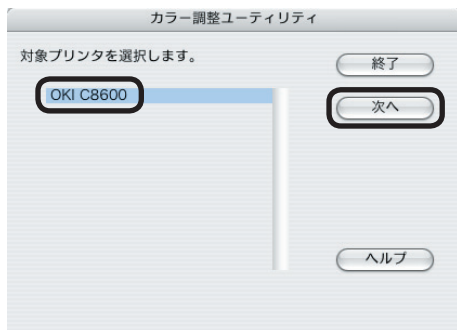 カラー調整ユーティリティ
対象プリンタを選択します。
終了
OKI C8600
次へ
ヘルプ